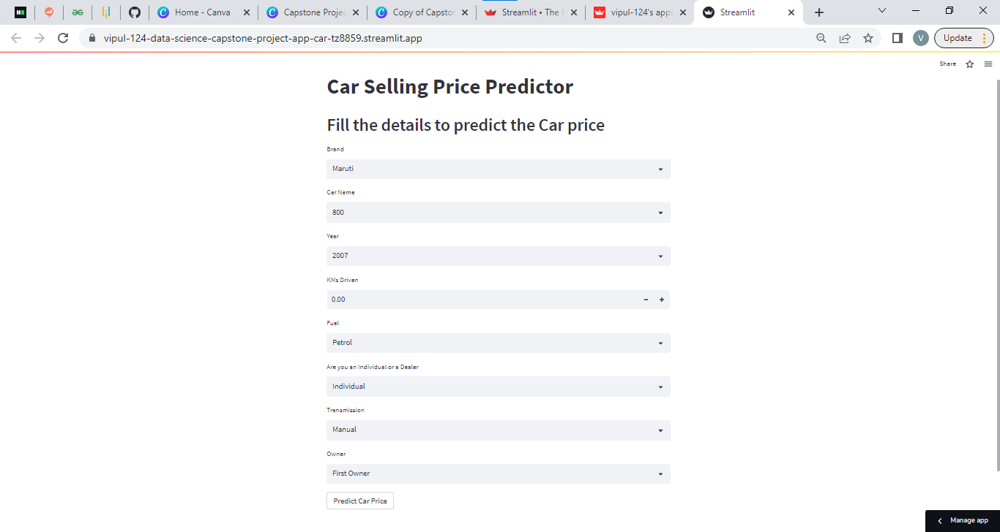 Home - Canva
Capstone Projec
Copy of Capsto
Streamlit • The f
vipul-124's apps
Streamlit
vipul-124-data-science-capstone-project-app-car-tz8859.streamlit.app
V
Update
Share
Car Selling Price Predictor
Fill the details to predict the Car price
Brand
Maruti
Car Name
800
Year
2007
KMs Driven
0.00
Fuel
Petrol
Are you an Individual or a Dealer
Individual
Transmission
Manual
Owner
First Owner
Predict Car Price
Manage app